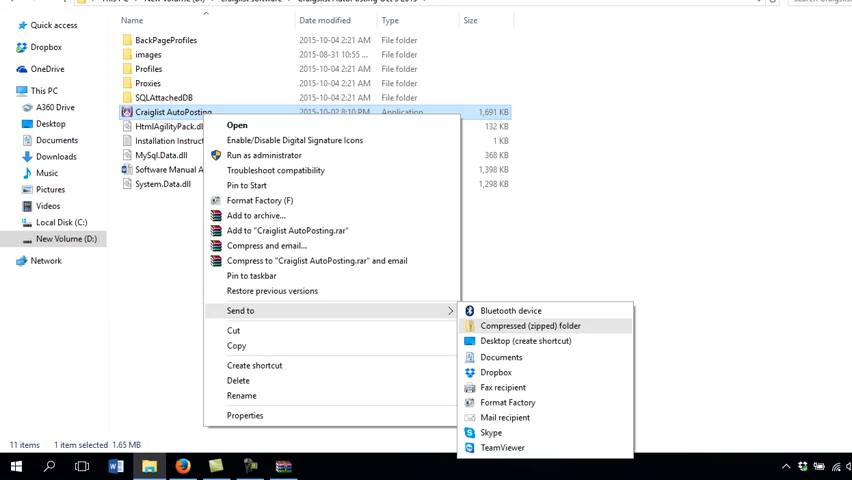 Name
Date modified
Type
Size
Quick access
Dropbox
OneDrive
This PC
A360 Drive
Desktop
Documents
Downloads
Music
Pictures
Videos
Local Disk (C:)
New Volume (D:)
Network
BackPageProfiles 2015-10-04 2:21 AM File folder
images 2015-08-31 10:55 ... File folder
Profiles 2015-10-04 2:21 AM File folder
Proxies 2015-10-04 2:21 AM File folder
SQLAttachedDB 2015-10-04 2:21 AM File folder
Craiglist AutoPosting 2015-10-02 8:10 PM Application 1,691 KB
HtmlAgilityPack.dl 132 KB
Installation Instruct 1 KB
MySql.Data.dll 368 KB
Software Manual A 1,398 KB
System.Data.dll 1,298 KB
Open
Enable/Disable Digital Signature Icons
Run as administrator
Troubleshoot compatibility
Pin to Start
Format Factory (F)
Add to archive...
Add to "Craiglist AutoPosting.rar"
Compress and email...
Compress to "Craiglist AutoPosting.rar" and email
Pin to taskbar
Restore previous versions
Send to
Cut
Copy
Create shortcut
Delete
Rename
Properties
Bluetooth device
Compressed (zipped) folder
Desktop (create shortcut)
Documents
Dropbox
Fax recipient
Format Factory
Mail recipient
Skype
TeamViewer
11 items 1 item selected 1.65 MB